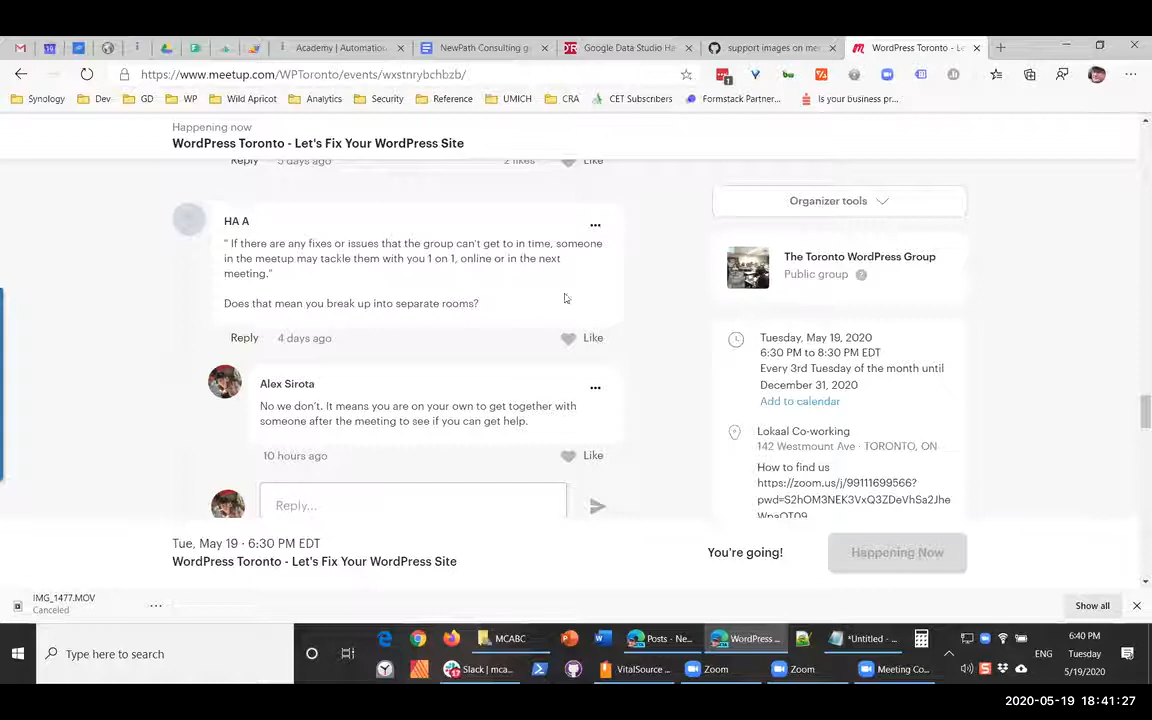 Academy | Automatio
NewPath Consulting g
Google Data Studio Ha
support images on me
WordPress Toronto - Le
https://www.meetup.com/WPToronto/events/wxstnrybchbzb/
Synology
Dev
GD
WP
Wild Apricot
Analytics
Security
Reference
UMICH
CRA
CET Subscribers
Formstack Partner...
Is your business pr...
Happening now
WordPress Toronto - Let's Fix Your WordPress Site
Reply 5 days ago 2 likes Like
HA A
" If there are any fixes or issues that the group can't get to in time, someone
in the meetup may tackle them with you 1 on 1, online or in the next
meeting."
Does that mean you break up into separate rooms?
Reply 4 days ago Like
Alex Sirota
No we don't. It means you are on your own to get together with
someone after the meeting to see if you can get help.
10 hours ago Like
Reply...
Organizer tools
The Toronto WordPress Group
Public group
Tuesday, May 19, 2020
6:30 PM to 8:30 PM EDT
Every 3rd Tuesday of the month until
December 31, 2020
Add to calendar
Lokaal Co-working
142 Westmount Ave · TORONTO, ON
How to find us
https://zoom.us/j/99111699566?
pwd=S2hOM3NEK3VxQ3ZDeVhSa2Jhe
Tue, May 19 · 6:30 PM EDT
WordPress Toronto - Let's Fix Your WordPress Site
You're going!
Happening Now
IMG_1477.MOV
Canceled
Show all
Type here to search
MCABC
Posts - Ne...
WordPress ...
*Untitled - ...
Slack | mca...
VitalSource ...
Zoom
Zoom
Meeting Co...
ENG
6:40 PM
Tuesday
5/19/2020
2020-05-19 18:41:27